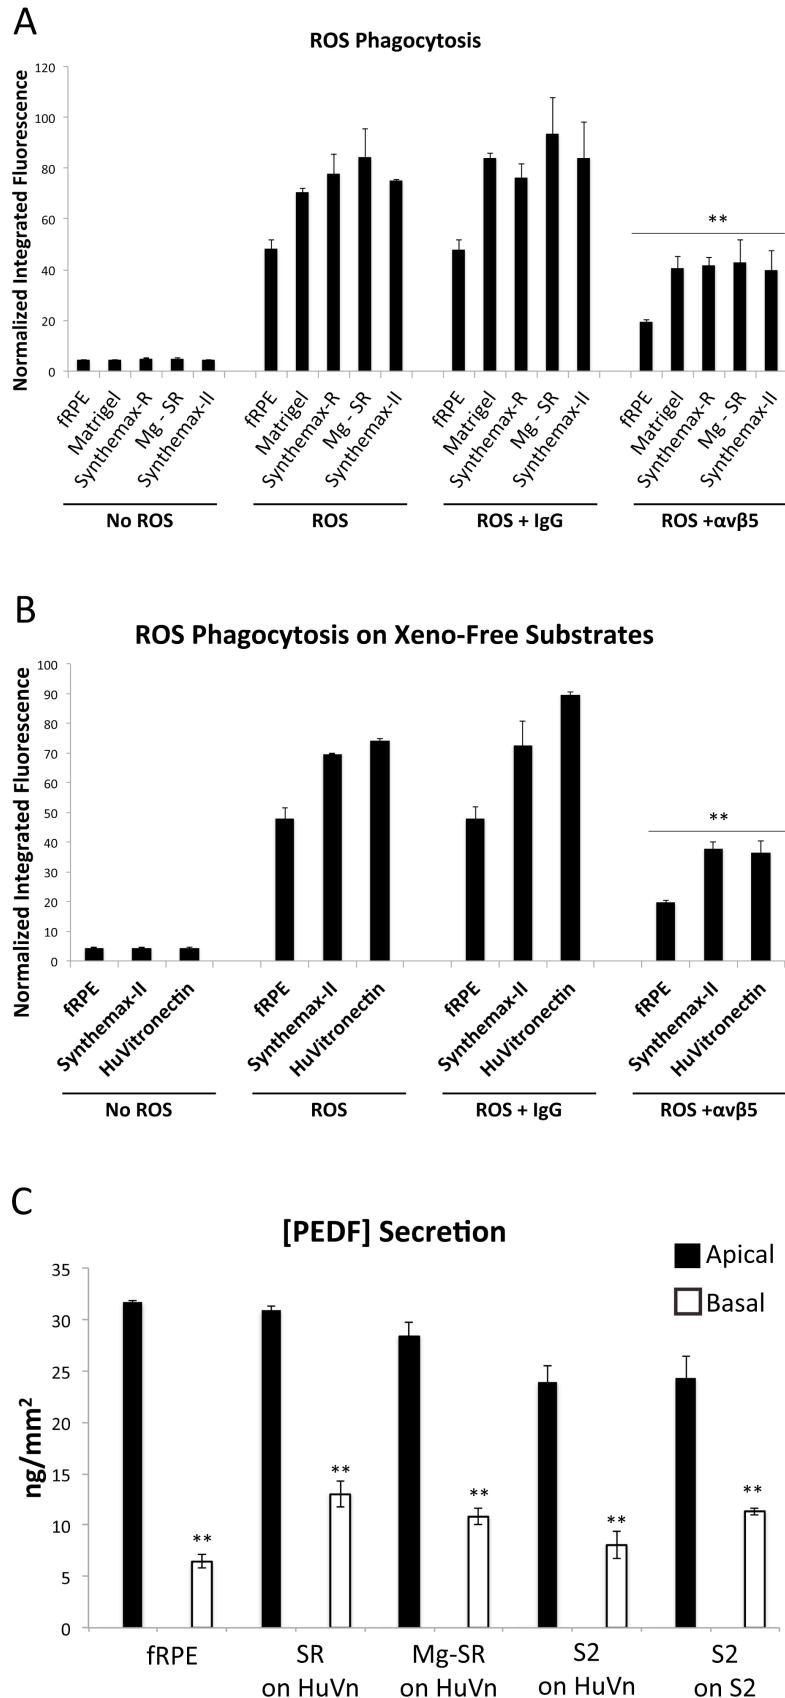 A
ROS Phagocytosis
Normalized Integrated Fluorescence
120
100
80
60
40
20
0
**
fRPE
Matrigel
Synthemax-R
Mg - SR
Synthemax-II
fRPE
Matrigel
Synthemax-R
Mg - SR
Synthemax-II
fRPE
Matrigel
Synthemax-R
Mg - SR
Synthemax-II
fRPE
Matrigel
Synthemax-R
Mg - SR
Synthemax-II
No ROS
ROS
ROS + IgG
ROS +αvβ5
B
ROS Phagocytosis on Xeno-Free Substrates
Normalized Integrated Fluorescence
100
90
80
70
60
50
40
30
20
10
0
**
fRPE
Synthemax-II
HuVitronectin
fRPE
Synthemax-II
HuVitronectin
fRPE
Synthemax-II
HuVitronectin
fRPE
Synthemax-II
HuVitronectin
No ROS
ROS
ROS + IgG
ROS +αvβ5
C
[PEDF] Secretion
Apical
Basal
ng/mm²
35
30
25
20
15
10
5
0
**
**
**
**
**
fRPE
SR
on HuVn
Mg-SR
on HuVn
S2
on HuVn
S2
on S2